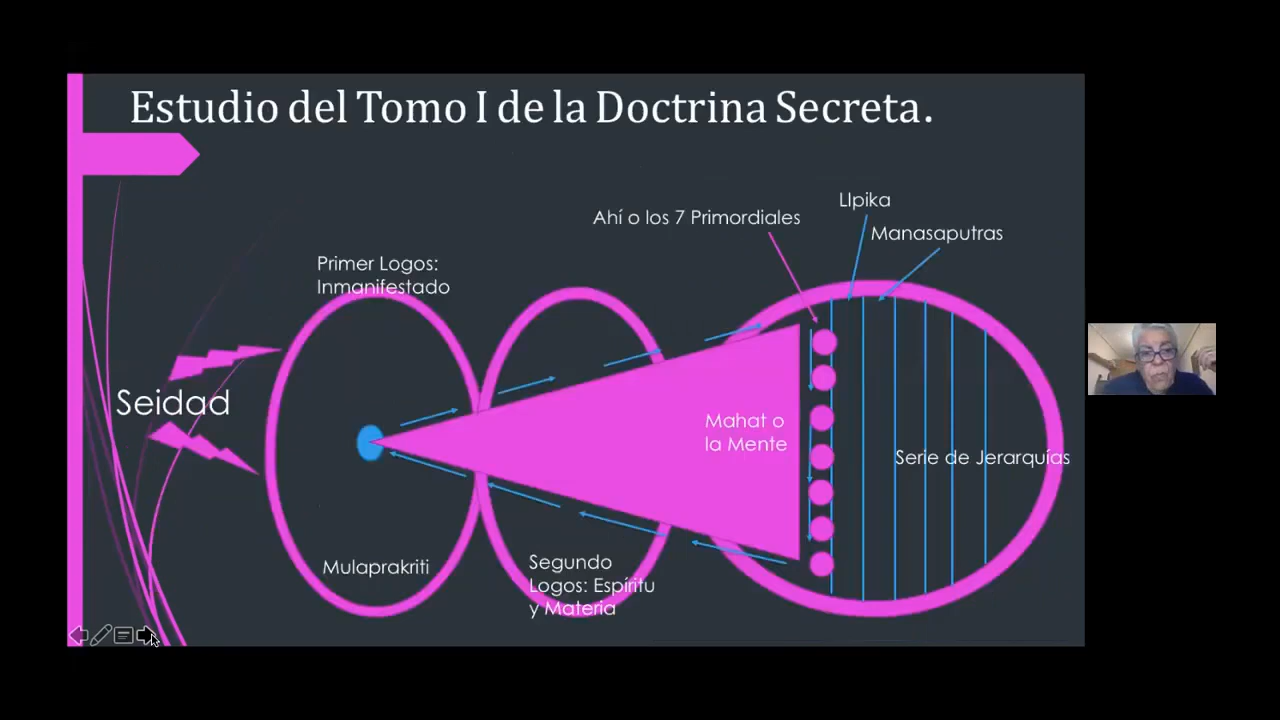 Estudio del Tomo I de la Doctrina Secreta.
LIpika
Ahí o los 7 Primordiales
Manasaputras
Primer Logos:
Inmanifestado
Seidad
Mahat o
la Mente
Serie de Jerarquías
Mulaprakriti
Segundo
Logos: Espíritu
y Materia